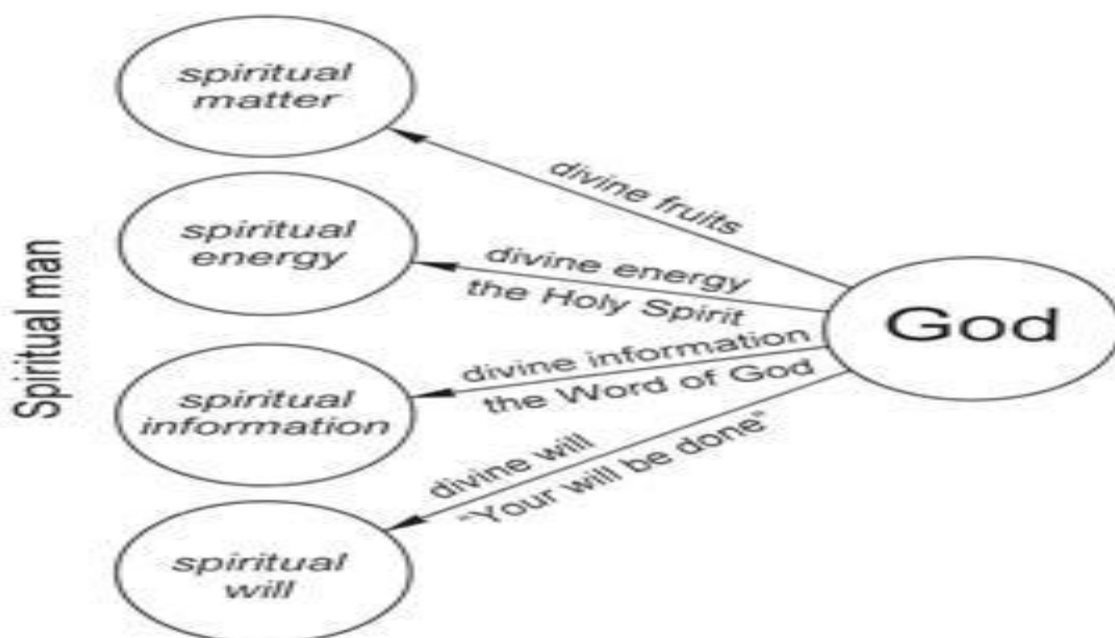 Spiritual man
spiritual
matter
spiritual
energy
spiritual
information
spiritual
will
divine fruits
divine energy
the Holy Spirit
divine information
the Word of God
divine will
"Your will be done"
God